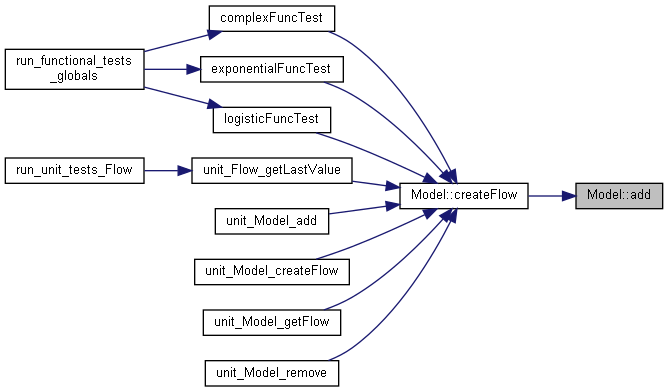 complexFuncTest
run_functional_tests
_globals
exponentialFuncTest
logisticFuncTest
run_unit_tests_Flow
unit_Flow_getLastValue
Model::createFlow
Model::add
unit_Model_add
unit_Model_createFlow
unit_Model_getFlow
unit_Model_remove